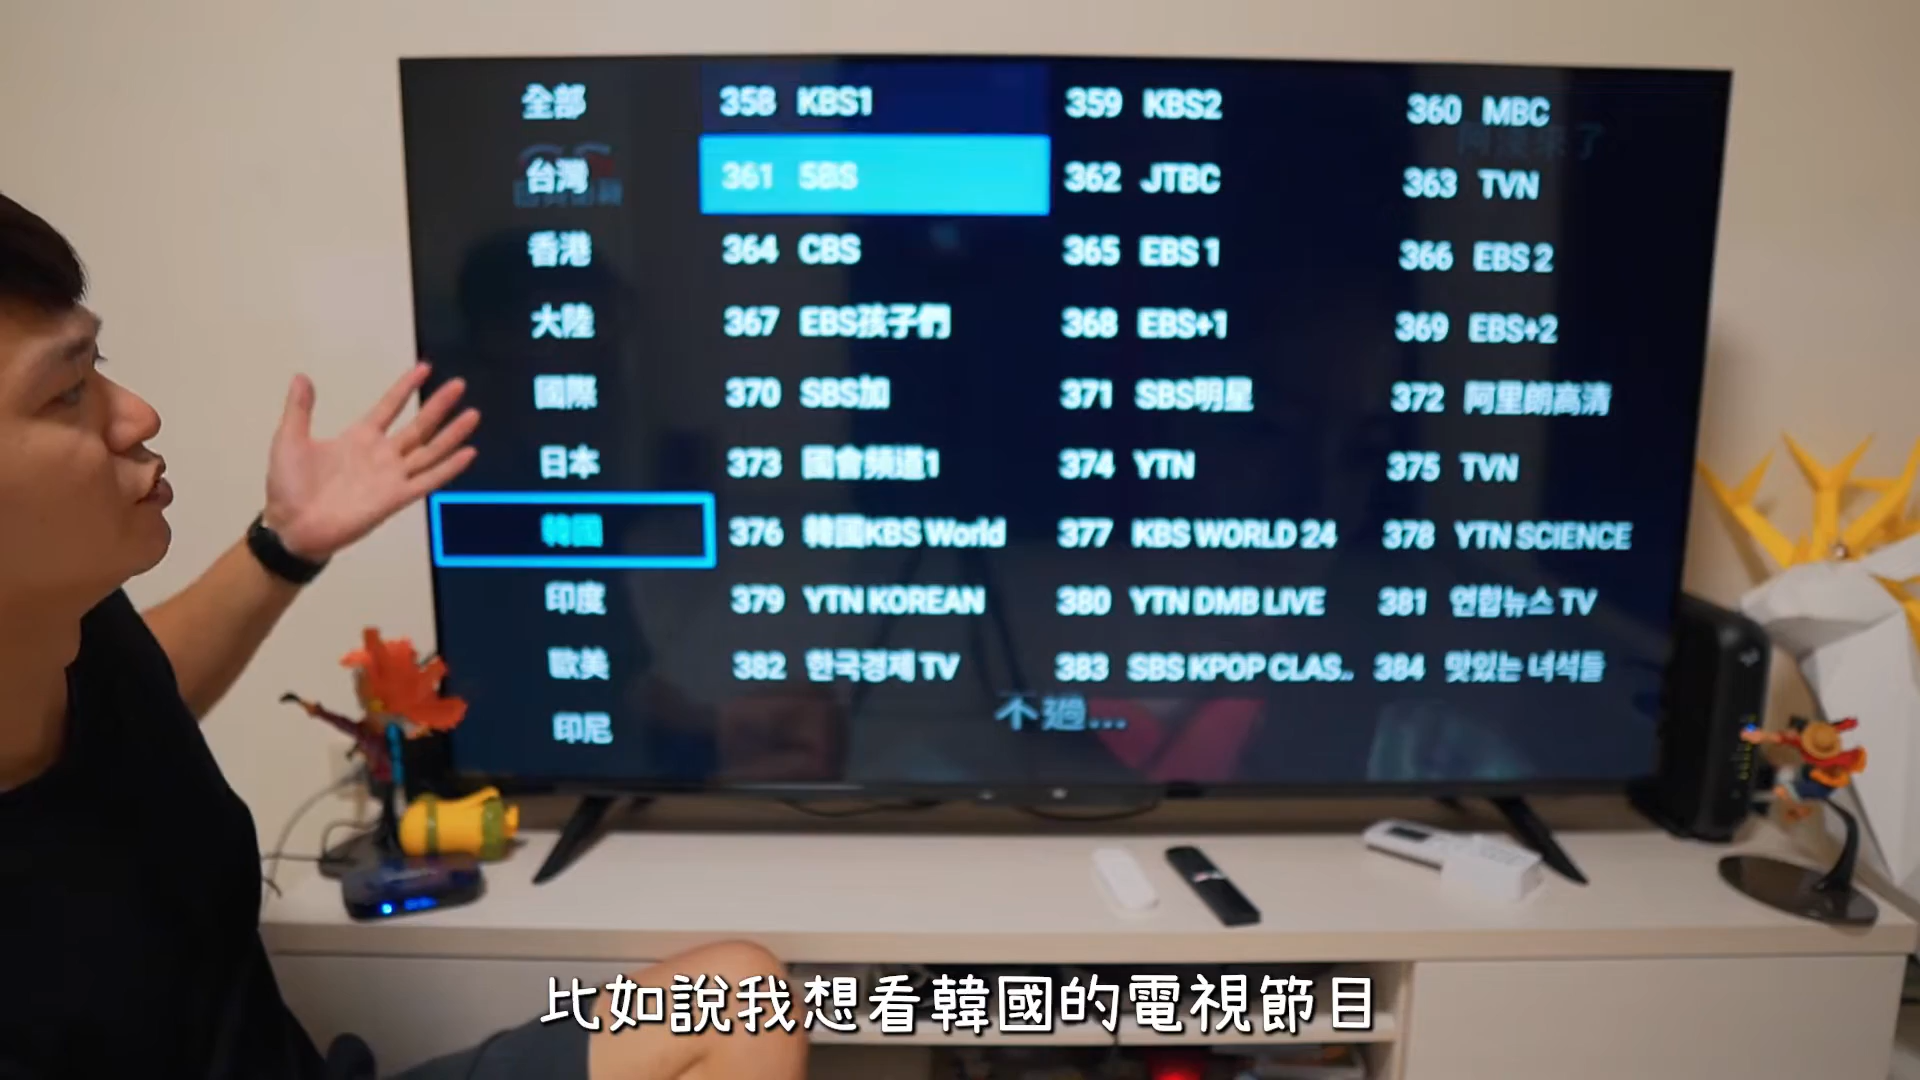 全部 358 KBS1 359 KBS2 360 MBC
台灣 361 SBS 362 JTBC 363 TVN
香港 364 CBS 365 EBS 1 366 EBS 2
大陸 367 EBS孩子們 368 EBS+1 369 EBS+2
國際 370 SBS加 371 SBS明星 372 阿里朗高清
日本 373 國會頻道1 374 YTN 375 TVN
韓國 376 韓國KBS World 377 KBS WORLD 24 378 YTN SCIENCE
印度 379 YTN KOREAN 380 YTN DMB LIVE 381 연합뉴스 TV
歐美 382 한국경제 TV 383 SBS KPOP CLAS.. 384 맛있는 녀석들
印尼
不過...
比如說我想看韓國的電視節目